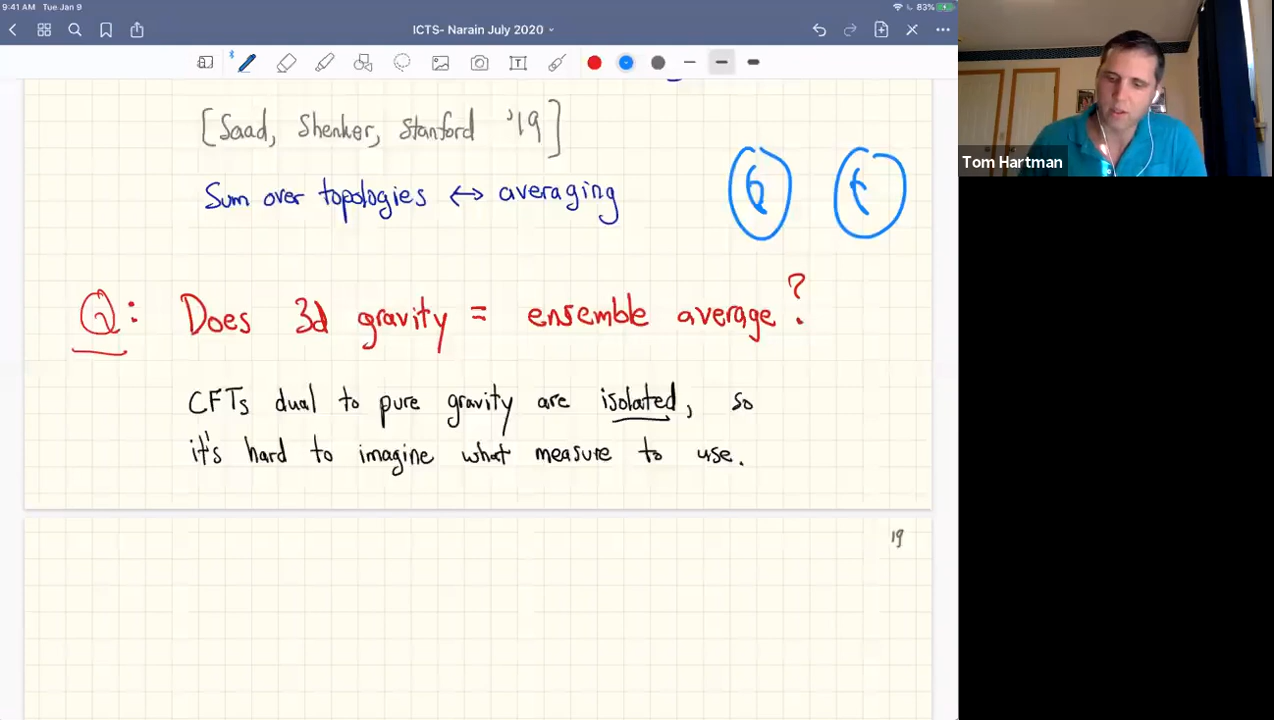 9:41 AM Tue Jan 9
83%
ICTS- Narain July 2020
[Saad, Shenker, Stanford '19]
Sum over topologies ↔ averaging
Q: Does 3d gravity = ensemble average?
CFTs dual to pure gravity are isolated, so
it's hard to imagine what measure to use.
19
Tom Hartman